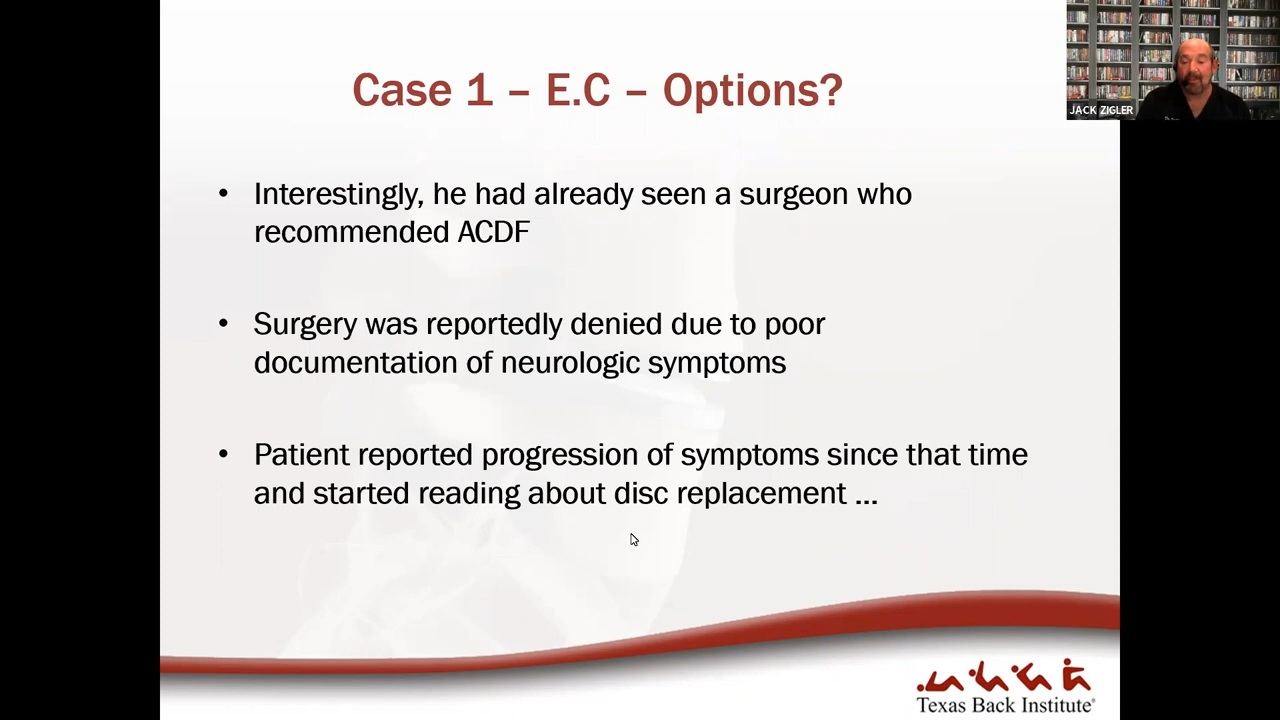 Case 1 – E.C – Options?
JACK ZIGLER
• Interestingly, he had already seen a surgeon who
recommended ACDF
• Surgery was reportedly denied due to poor
documentation of neurologic symptoms
• Patient reported progression of symptoms since that time
and started reading about disc replacement ...
Texas Back Institute®